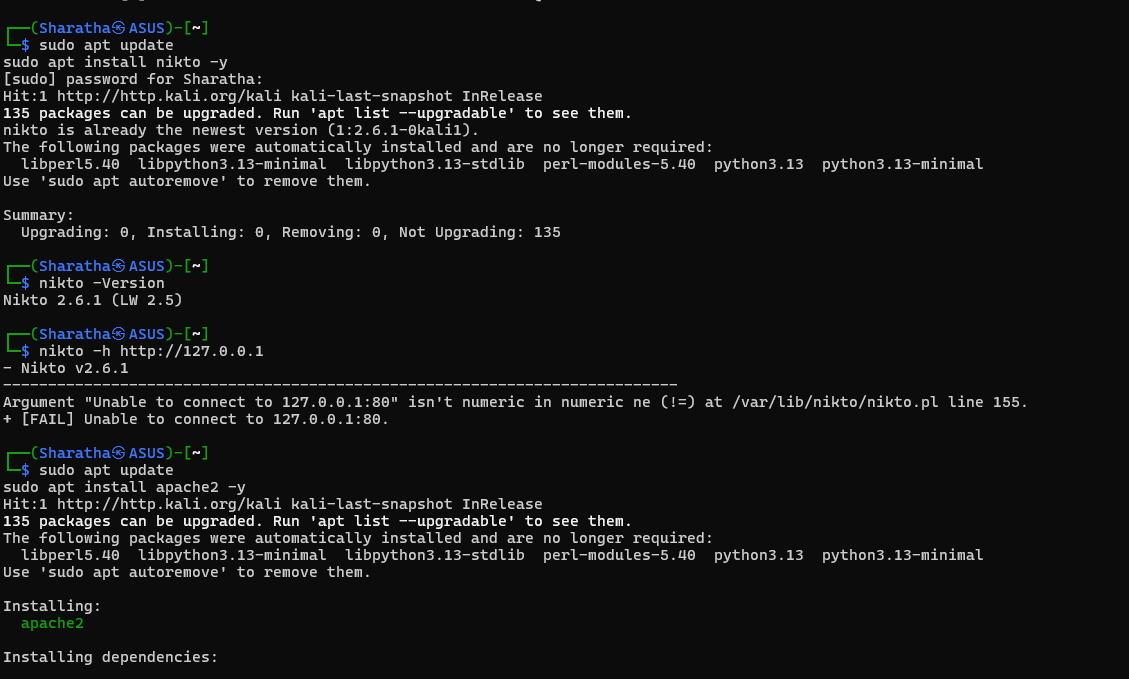 ┌──(Sharatha㉿ASUS)-[~]
└─$ sudo apt update
sudo apt install nikto -y
[sudo] password for Sharatha:
Hit:1 http://http.kali.org/kali kali-last-snapshot InRelease
135 packages can be upgraded. Run 'apt list --upgradable' to see them.
nikto is already the newest version (1:2.6.1-0kali1).
The following packages were automatically installed and are no longer required:
  libperl5.40  libpython3.13-minimal  libpython3.13-stdlib  perl-modules-5.40  python3.13  python3.13-minimal
Use 'sudo apt autoremove' to remove them.

Summary:
  Upgrading: 0, Installing: 0, Removing: 0, Not Upgrading: 135

┌──(Sharatha㉿ASUS)-[~]
└─$ nikto -Version
Nikto 2.6.1 (LW 2.5)

┌──(Sharatha㉿ASUS)-[~]
└─$ nikto -h http://127.0.0.1
- Nikto v2.6.1
---------------------------------------------------------------------------
Argument "Unable to connect to 127.0.0.1:80" isn't numeric in numeric ne (!=) at /var/lib/nikto/nikto.pl line 155.
+ [FAIL] Unable to connect to 127.0.0.1:80.

┌──(Sharatha㉿ASUS)-[~]
└─$ sudo apt update
sudo apt install apache2 -y
Hit:1 http://http.kali.org/kali kali-last-snapshot InRelease
135 packages can be upgraded. Run 'apt list --upgradable' to see them.
The following packages were automatically installed and are no longer required:
  libperl5.40  libpython3.13-minimal  libpython3.13-stdlib  perl-modules-5.40  python3.13  python3.13-minimal
Use 'sudo apt autoremove' to remove them.

Installing:
  apache2

Installing dependencies: